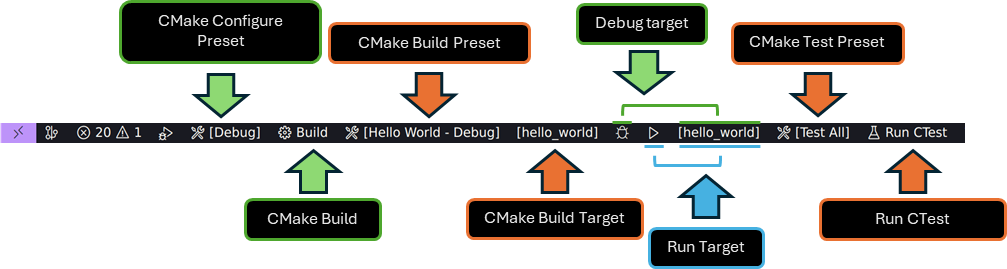 CMake Configure
Preset
CMake Build Preset
Debug target
CMake Test Preset
20 1 [Debug] Build [Hello World - Debug] [hello_world] [hello_world] [Test All] Run CTest
CMake Build
CMake Build Target
Run Target
Run CTest